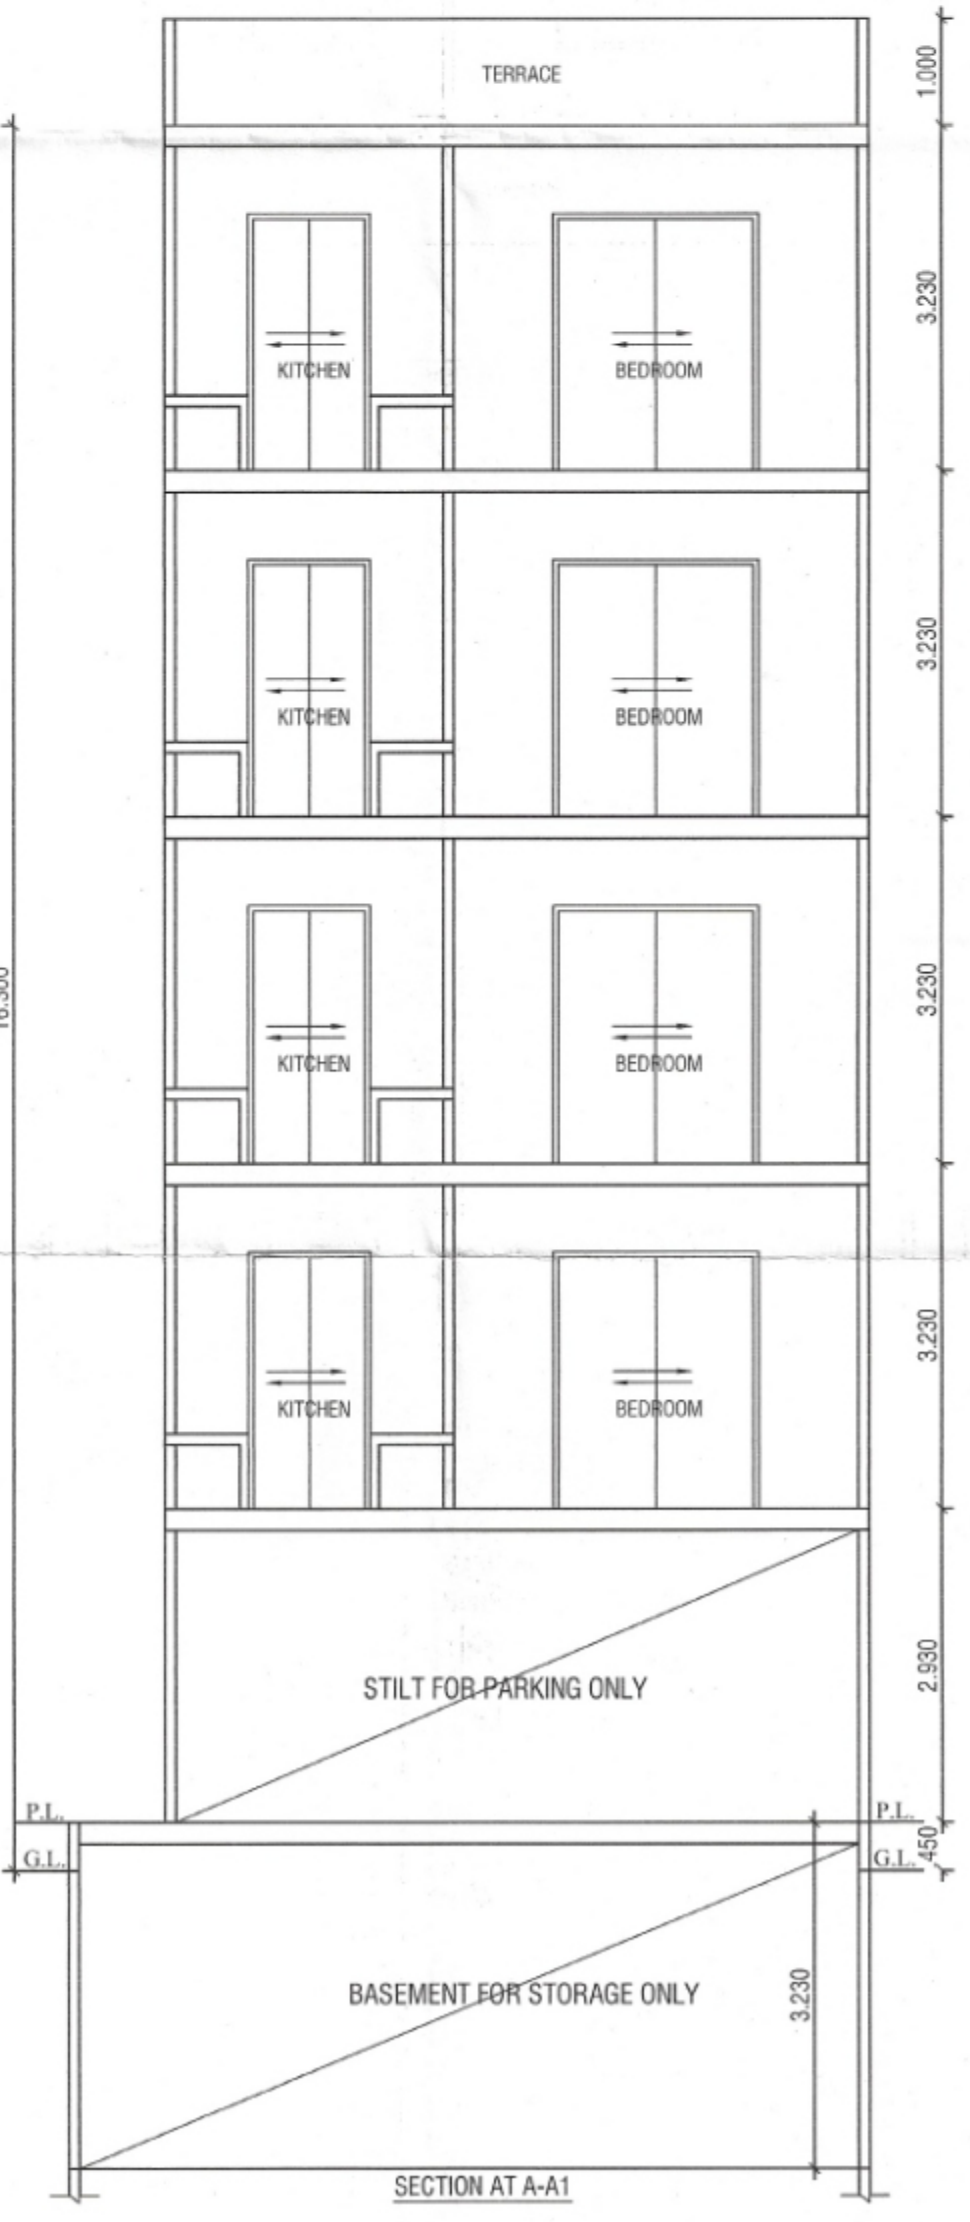 TERRACE
1.000
3.230
KITCHEN
BEDROOM
3.230
KITCHEN
BEDROOM
3.230
KITCHEN
BEDROOM
3.230
KITCHEN
BEDROOM
2.930
STILT FOR PARKING ONLY
P.L.
P.L.
450
G.L.
G.L.
3.230
BASEMENT FOR STORAGE ONLY
SECTION AT A-A1